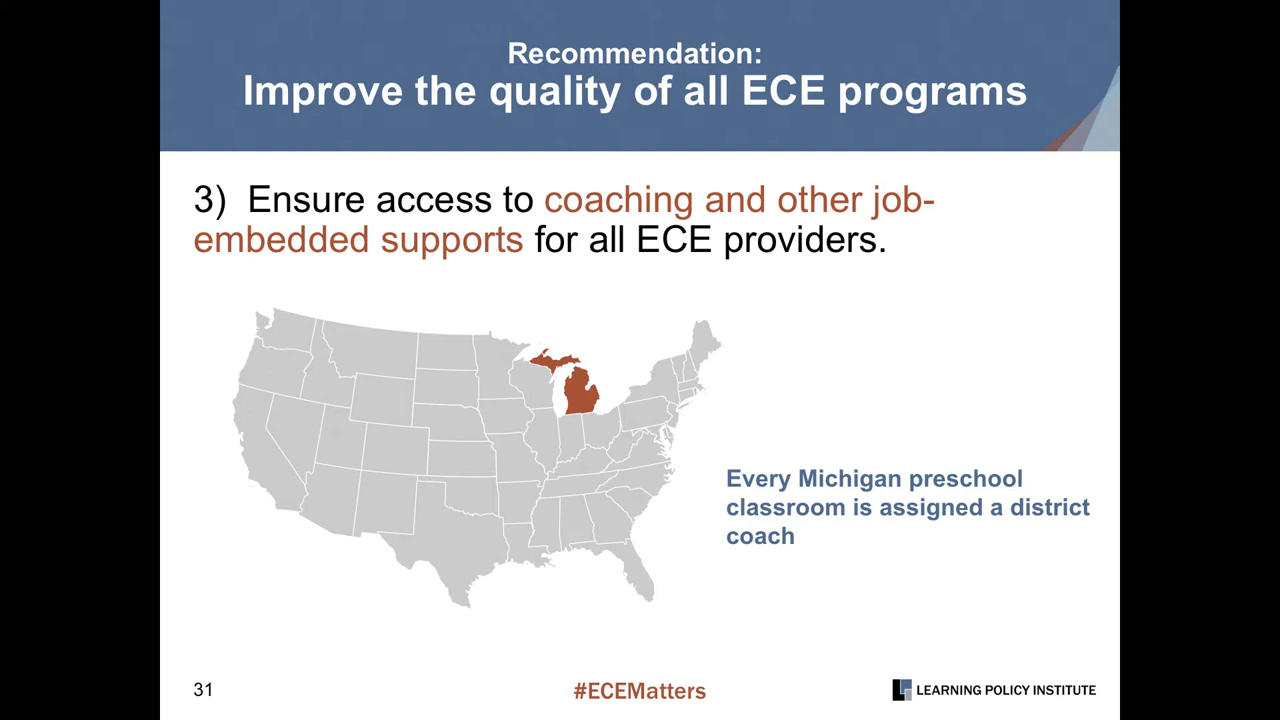 Recommendation:
Improve the quality of all ECE programs
3) Ensure access to coaching and other job-
embedded supports for all ECE providers.
Every Michigan preschool
classroom is assigned a district
coach
31
#ECEMatters
LEARNING POLICY INSTITUTE